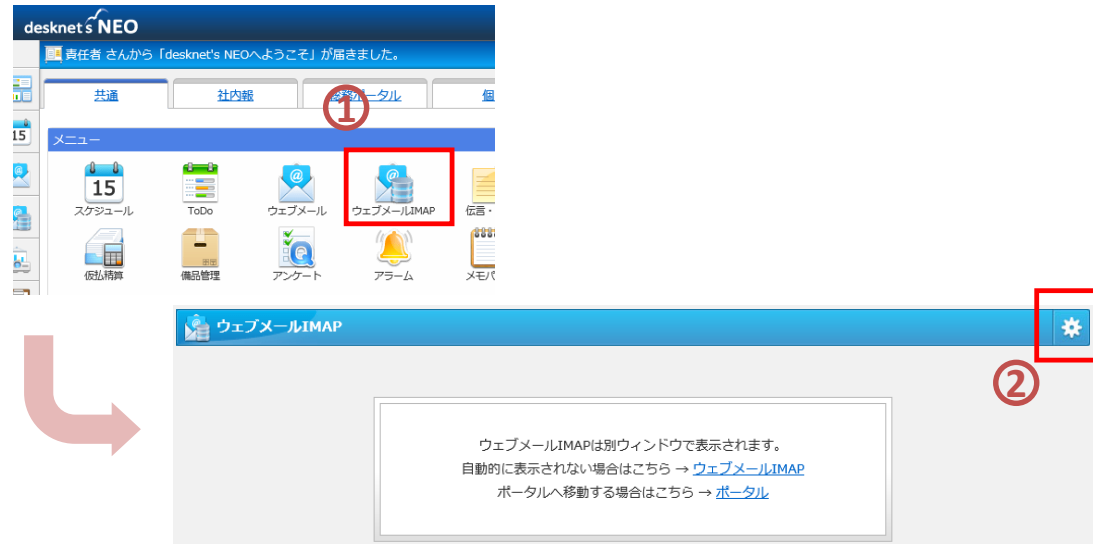 desknet's NEO
責任者 さんから「desknet's NEOへようこそ」が届きました。
共通
社内報
ポータル
①
15
メニュー
15
スケジュール
ToDo
ウェブメール
ウェブメールIMAP
伝言・
仮払精算
備品管理
アンケート
アラーム
メモパ
ウェブメールIMAP
②
ウェブメールIMAPは別ウィンドウで表示されます。
自動的に表示されない場合はこちら → ウェブメールIMAP
ポータルへ移動する場合はこちら → ポータル